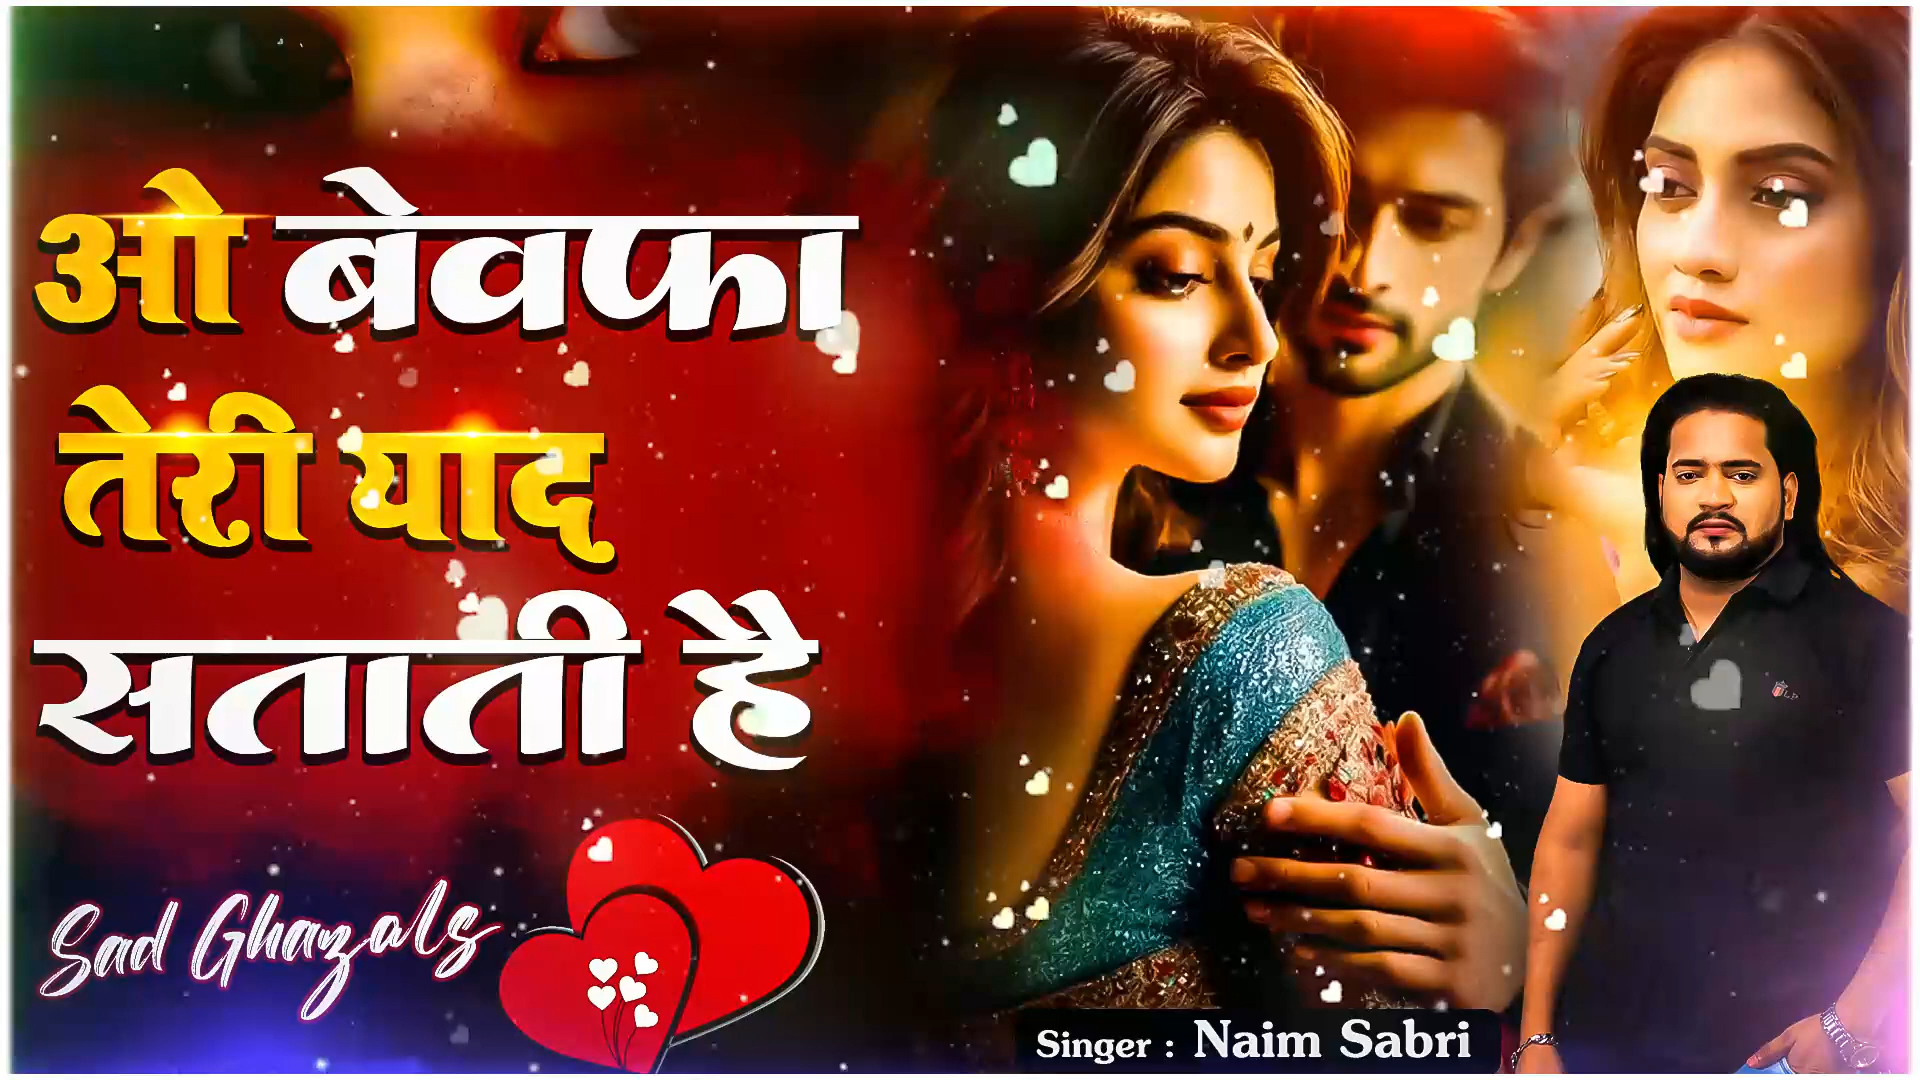 ओ बेवफा
तेरी याद
सताती है
Sad Ghazals
Singer : Naim Sabri